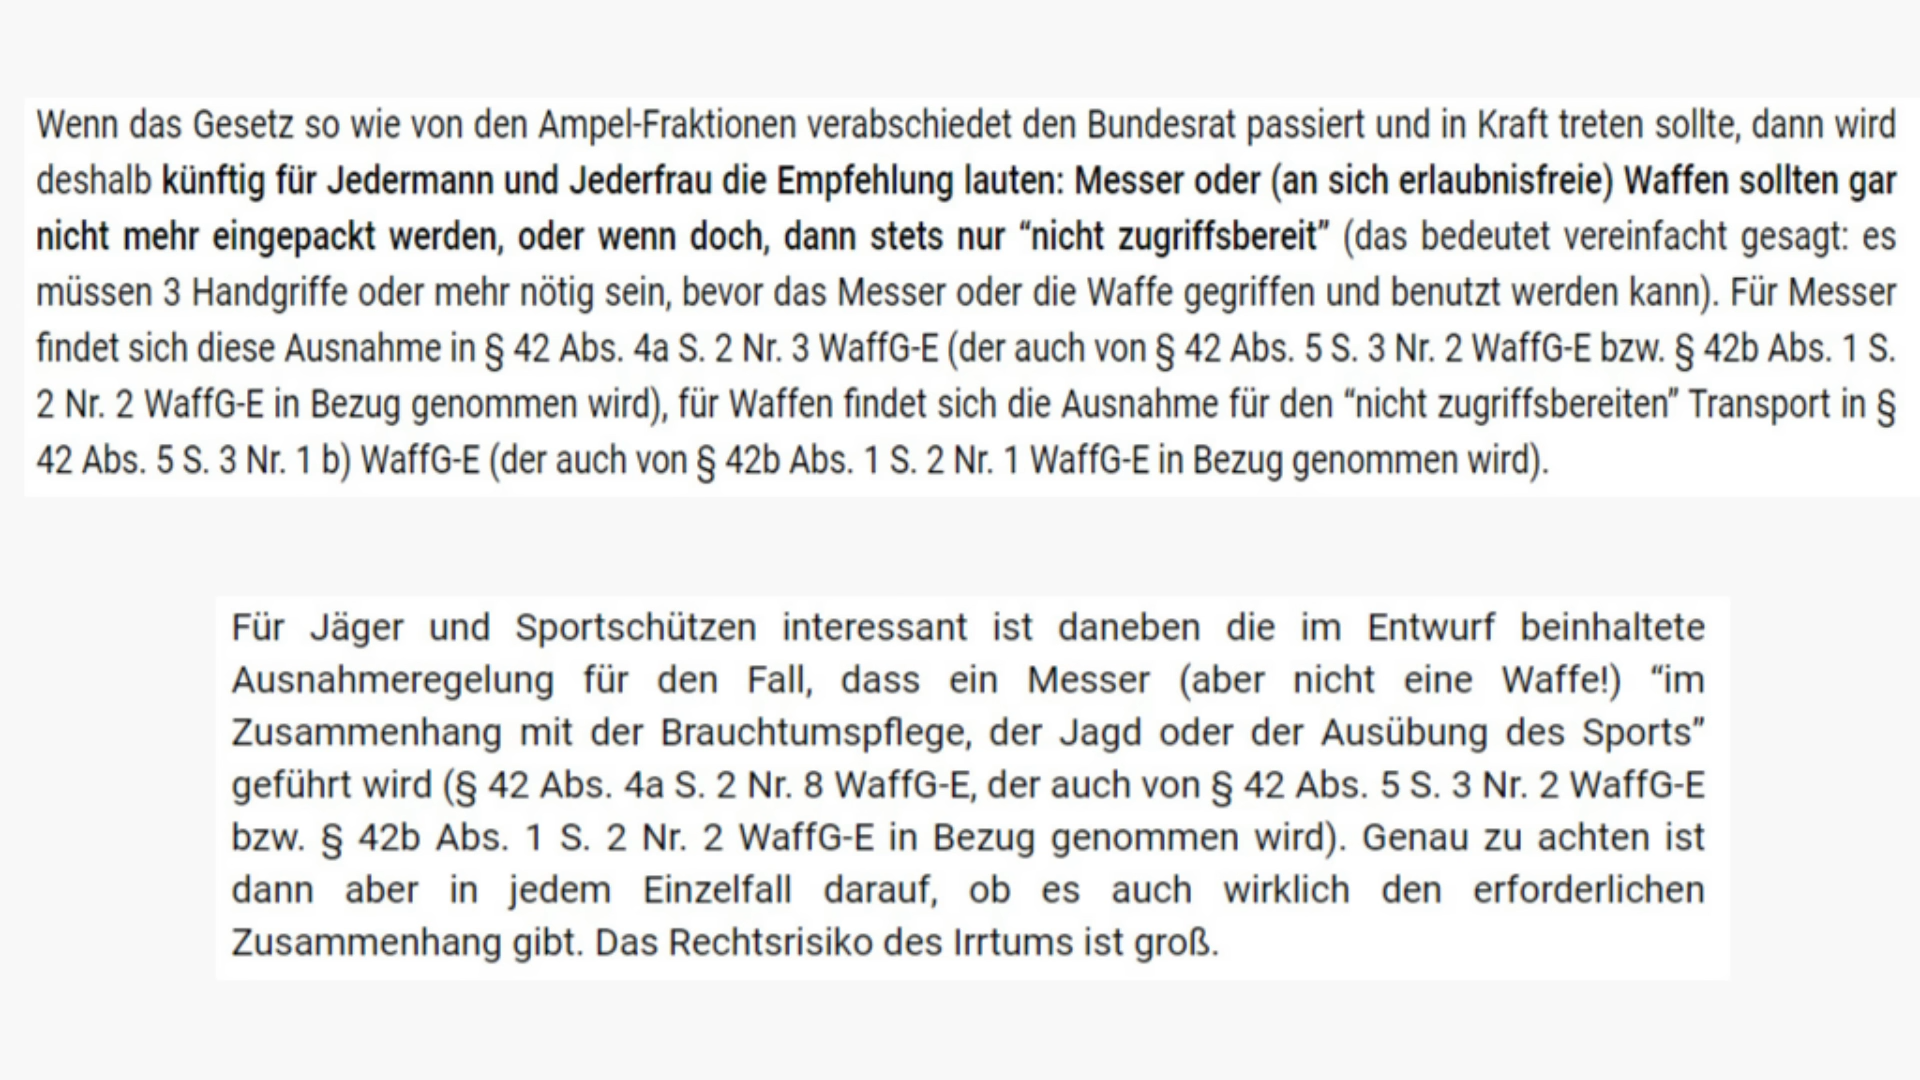 Wenn das Gesetz so wie von den Ampel-Fraktionen verabschiedet den Bundesrat passiert und in Kraft treten sollte, dann wird
deshalb künftig für Jedermann und Jederfrau die Empfehlung lauten: Messer oder (an sich erlaubnisfreie) Waffen sollten gar
nicht mehr eingepackt werden, oder wenn doch, dann stets nur “nicht zugriffsbereit” (das bedeutet vereinfacht gesagt: es
müssen 3 Handgriffe oder mehr nötig sein, bevor das Messer oder die Waffe gegriffen und benutzt werden kann). Für Messer
findet sich diese Ausnahme in § 42 Abs. 4a S. 2 Nr. 3 WaffG-E (der auch von § 42 Abs. 5 S. 3 Nr. 2 WaffG-E bzw. § 42b Abs. 1 S.
2 Nr. 2 WaffG-E in Bezug genommen wird), für Waffen findet sich die Ausnahme für den “nicht zugriffsbereiten” Transport in §
42 Abs. 5 S. 3 Nr. 1 b) WaffG-E (der auch von § 42b Abs. 1 S. 2 Nr. 1 WaffG-E in Bezug genommen wird).
Für Jäger und Sportschützen interessant ist daneben die im Entwurf beinhaltete
Ausnahmeregelung für den Fall, dass ein Messer (aber nicht eine Waffe!) “im
Zusammenhang mit der Brauchtumspflege, der Jagd oder der Ausübung des Sports”
geführt wird (§ 42 Abs. 4a S. 2 Nr. 8 WaffG-E, der auch von § 42 Abs. 5 S. 3 Nr. 2 WaffG-E
bzw. § 42b Abs. 1 S. 2 Nr. 2 WaffG-E in Bezug genommen wird). Genau zu achten ist
dann aber in jedem Einzelfall darauf, ob es auch wirklich den erforderlichen
Zusammenhang gibt. Das Rechtsrisiko des Irrtums ist groß.